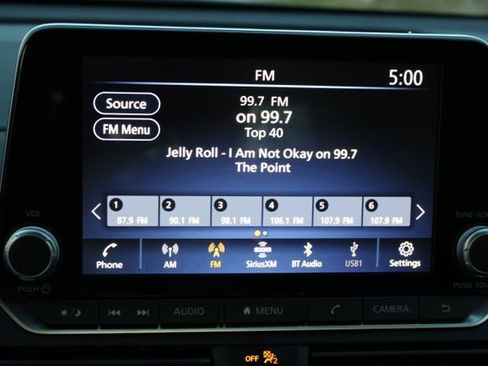 FM
5:00
Source
99.7 FM
on 99.7
FM Menu
Top 40
Jelly Roll - I Am Not Okay on 99.7
The Point
1 2 3 4 5 6
87.9 FM 90.1 FM 98.1 FM 106.1 FM 107.9 FM 107.9 FM
VOL
TUNE-SC
Phone AM FM SiriusXM BT Audio USB1 Settings
PUSH
PUSH SOU
AUDIO MENU CAMERA
OFF 2